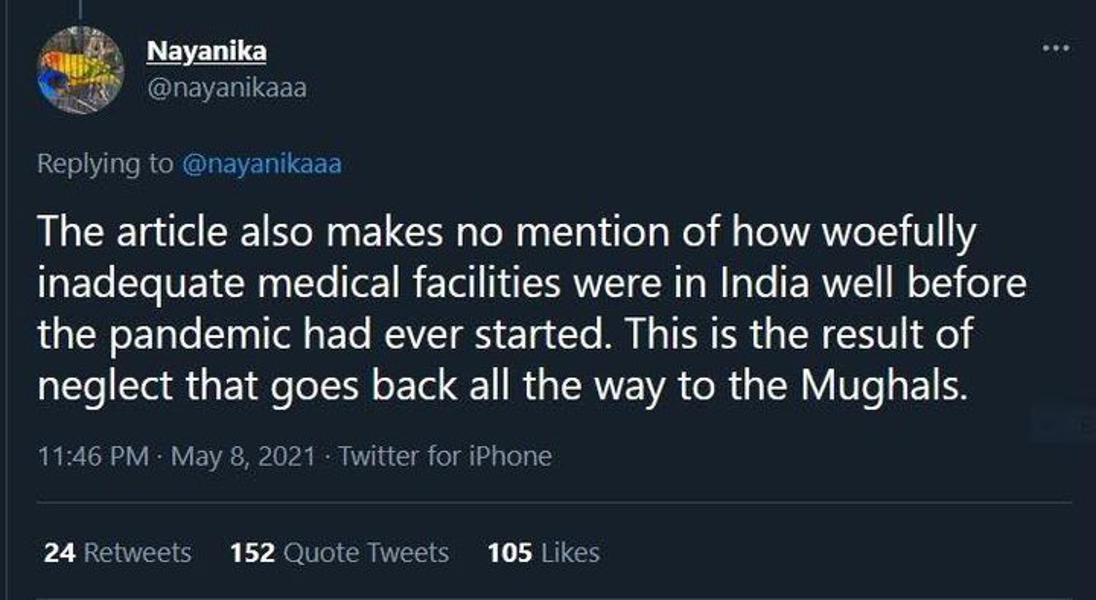 Nayanika
@nayanikaaa
Replying to @nayanikaaa
The article also makes no mention of how woefully
inadequate medical facilities were in India well before
the pandemic had ever started. This is the result of
neglect that goes back all the way to the Mughals.
11:46 PM · May 8, 2021 · Twitter for iPhone
24 Retweets 152 Quote Tweets 105 Likes